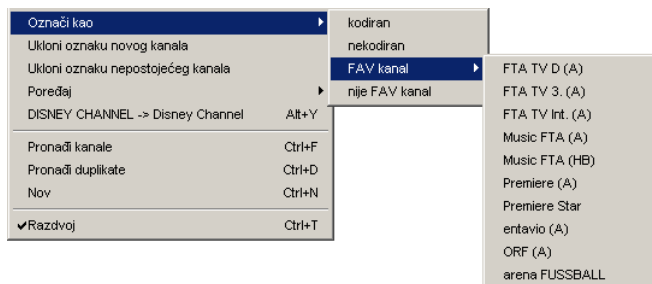 Označi kao
Ukloni oznaku novog kanala
Ukloni oznaku nepostojećeg kanala
Poređaj
DISNEY CHANNEL -> Disney Channel Alt+Y
Pronađi kanale Ctrl+F
Pronađi duplikate Ctrl+D
Nov Ctrl+N
Razdvoj Ctrl+T
kodiran
nekodiran
FAV kanal
nije FAV kanal
FTA TV D (A)
FTA TV 3. (A)
FTA TV Int. (A)
Music FTA (A)
Music FTA (HB)
Premiere (A)
Premiere Star
entavio (A)
ORF (A)
arena FUSSBALL